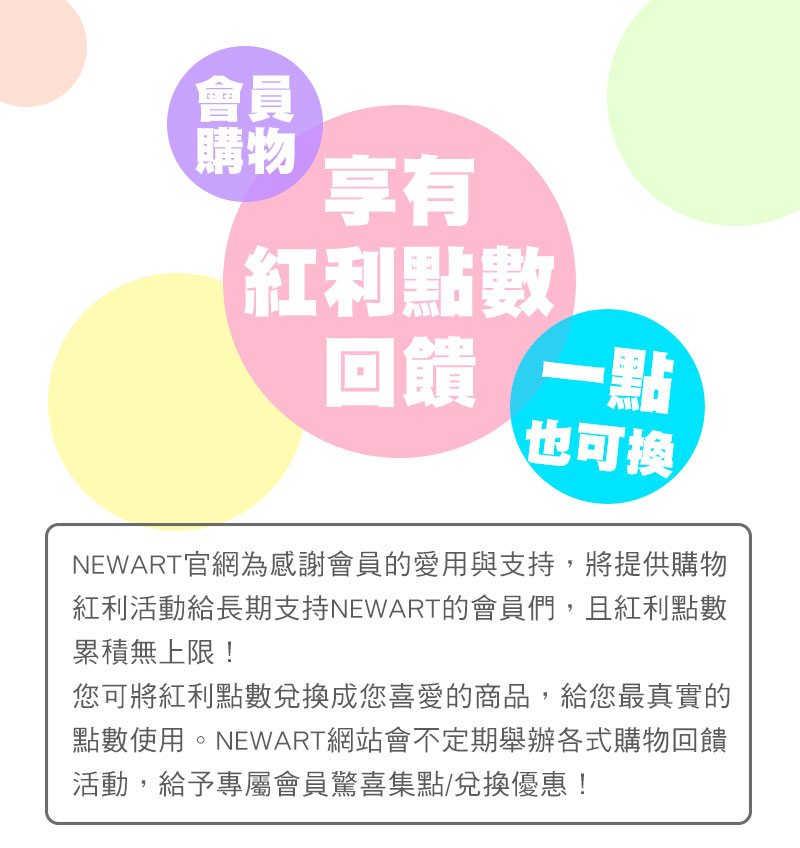 會員
購物
享有
紅利點數
回饋
一點
也可換
NEWART官網為感謝會員的愛用與支持，將提供購物
紅利活動給長期支持NEWART的會員們，且紅利點數
累積無上限！
您可將紅利點數兌換成您喜愛的商品，給您最真實的
點數使用。NEWART網站會不定期舉辦各式購物回饋
活動，給予專屬會員驚喜集點/兌換優惠！